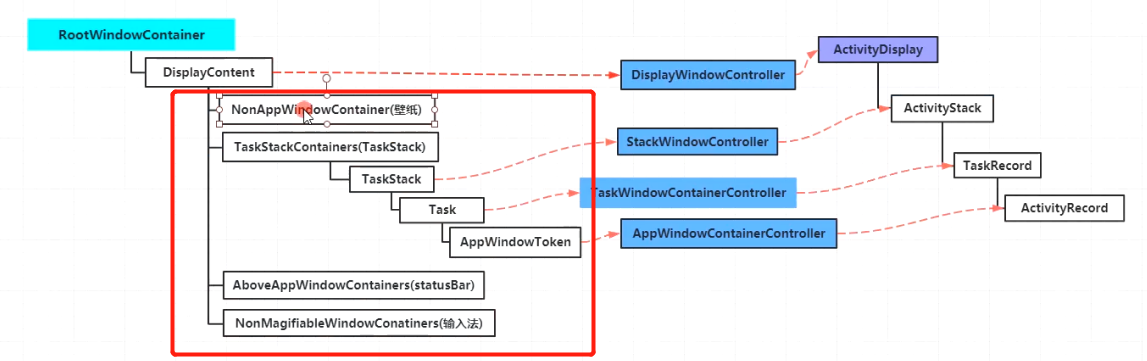 RootWindowContainer
DisplayContent
NonAppWindowContainer(壁纸)
TaskStackContainers(TaskStack)
TaskStack
Task
AppWindowToken
AboveAppWindowContainers(statusBar)
NonMagifiableWindowConatiners(输入法)
DisplayWindowController
StackWindowController
TaskWindowContainerController
AppWindowContainerController
ActivityDisplay
ActivityStack
TaskRecord
ActivityRecord